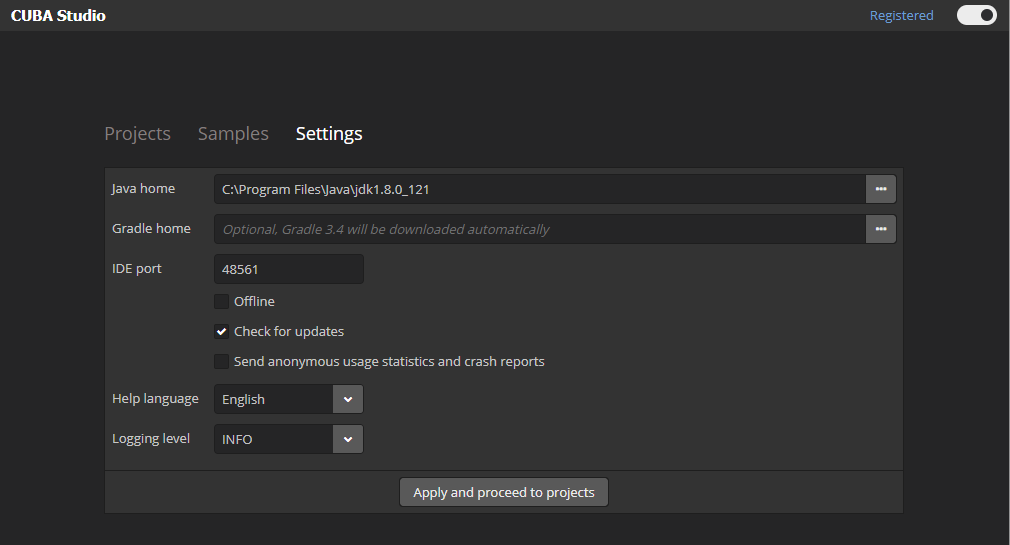 CUBA Studio Registered
Projects Samples Settings
Java home C:\Program Files\Java\jdk1.8.0_121
Gradle home Optional, Gradle 3.4 will be downloaded automatically
IDE port 48561
Offline
Check for updates
Send anonymous usage statistics and crash reports
Help language English
Logging level INFO
Apply and proceed to projects